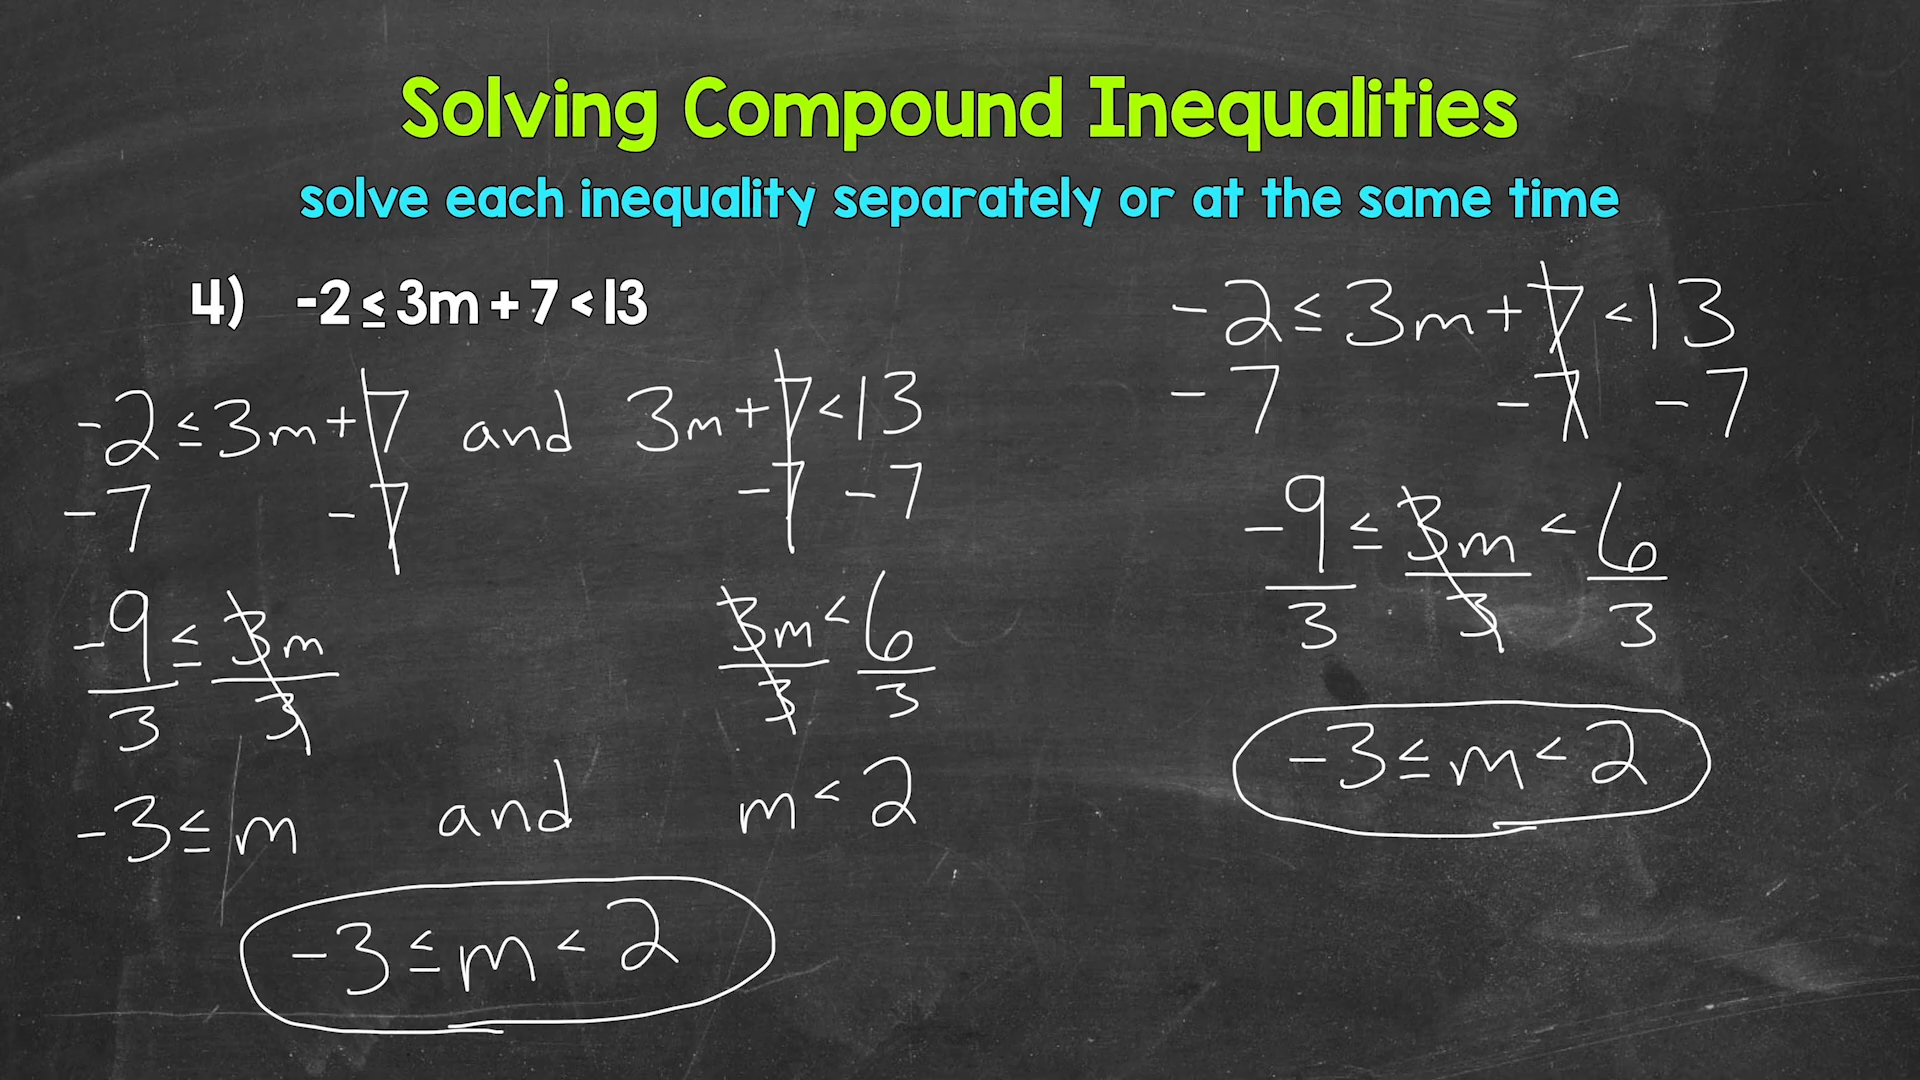 Solving Compound Inequalities
solve each inequality separately or at the same time
4) -2 ≤ 3m + 7 < 13
-2 ≤ 3m + 7 and 3m + 7 < 13
-7 -7 -7 -7
-9 ≤ 3m 3m < 6
3 3 3 3
-3 ≤ m and m < 2
-3 ≤ m < 2
-2 ≤ 3m + 7 < 13
-7 -7 -7
-9 ≤ 3m < 6
3 3 3
-3 ≤ m < 2